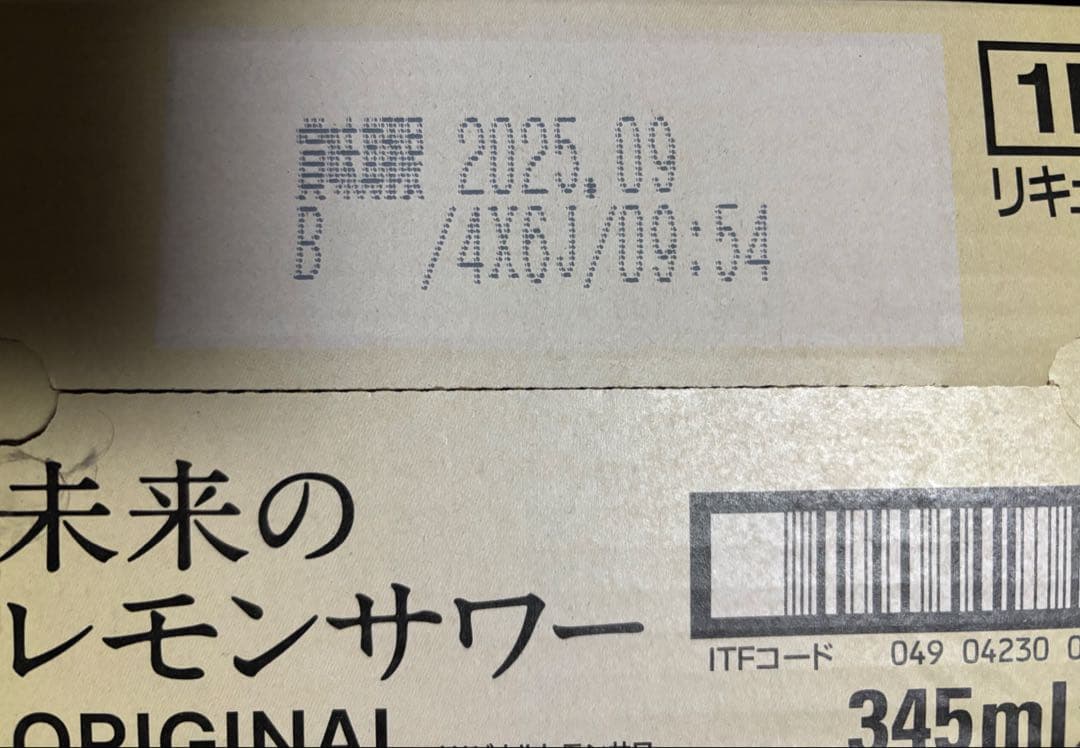 賞味期限 2025.09
B /4X6J/09:54
リキュ
未来の
レモンサワー
ITFコード 049 04230 0
345ml
ORIGINAL